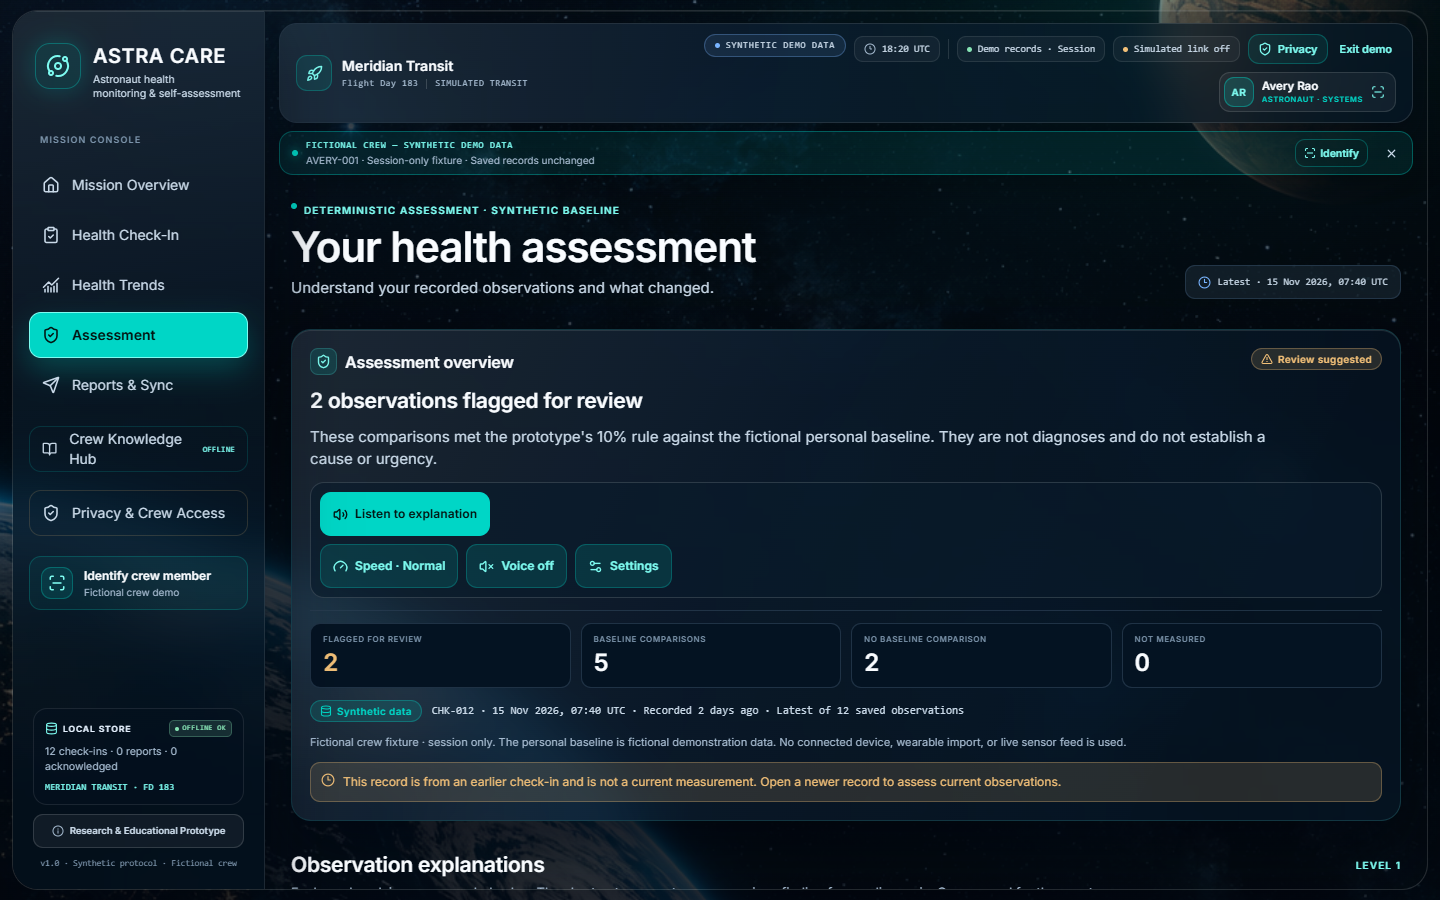 ASTRA CARE
Astronaut health
monitoring & self-assessment
MISSION CONSOLE
Mission Overview
Health Check-In
Health Trends
Assessment
Reports & Sync
Crew Knowledge
Hub
OFFLINE
Privacy & Crew Access
Identify crew member
Fictional crew demo
LOCAL STORE
OFFLINE OK
12 check-ins · 0 reports · 0
acknowledged
MERIDIAN TRANSIT · FD 183
Research & Educational Prototype
v1.0 · Synthetic protocol · Fictional crew
Meridian Transit
Flight Day 183 | SIMULATED TRANSIT
SYNTHETIC DEMO DATA
18:20 UTC
Demo records · Session
Simulated link off
Privacy
Exit demo
AR
Avery Rao
ASTRONAUT · SYSTEMS
FICTIONAL CREW — SYNTHETIC DEMO DATA
AVERY-001 · Session-only fixture · Saved records unchanged
Identify
DETERMINISTIC ASSESSMENT · SYNTHETIC BASELINE
Your health assessment
Understand your recorded observations and what changed.
Latest · 15 Nov 2026, 07:40 UTC
Assessment overview
Review suggested
2 observations flagged for review
These comparisons met the prototype's 10% rule against the fictional personal baseline. They are not diagnoses and do not establish a
cause or urgency.
Listen to explanation
Speed · Normal
Voice off
Settings
FLAGGED FOR REVIEW
2
BASELINE COMPARISONS
5
NO BASELINE COMPARISON
2
NOT MEASURED
0
Synthetic data
CHK-012 · 15 Nov 2026, 07:40 UTC · Recorded 2 days ago · Latest of 12 saved observations
Fictional crew fixture · session only. The personal baseline is fictional demonstration data. No connected device, wearable import, or live sensor feed is used.
This record is from an earlier check-in and is not a current measurement. Open a newer record to assess current observations.
Observation explanations
LEVEL 1